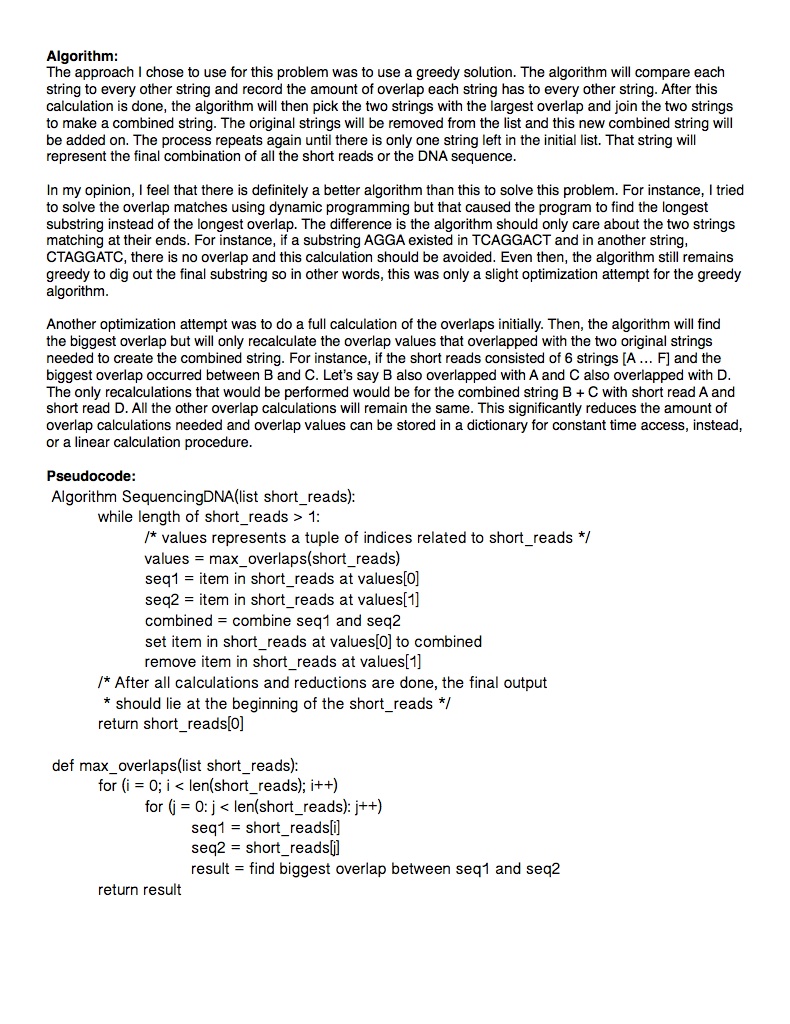 Algorithm:
The approach I chose to use for this problem was to use a greedy solution. The algorithm will compare each
string to every other string and record the amount of overlap each string has to every other string. After this
calculation is done, the algorithm will then pick the two strings with the largest overlap and join the two strings
to make a combined string. The original strings will be removed from the list and this new combined string will
be added on. The process repeats again until there is only one string left in the initial list. That string will
represent the final combination of all the short reads or the DNA sequence.
In my opinion, I feel that there is definitely a better algorithm than this to solve this problem. For instance, I tried
to solve the overlap matches using dynamic programming but that caused the program to find the longest
substring instead of the longest overlap. The difference is the algorithm should only care about the two strings
matching at their ends. For instance, if a substring AGGA existed in TCAGGACT and in another string,
CTAGGATC, there is no overlap and this calculation should be avoided. Even then, the algorithm still remains
greedy to dig out the final substring so in other words, this was only a slight optimization attempt for the greedy
algorithm.
Another optimization attempt was to do a full calculation of the overlaps initially. Then, the algorithm will find
the biggest overlap but will only recalculate the overlap values that overlapped with the two original strings
needed to create the combined string. For instance, if the short reads consisted of 6 strings [A ... F] and the
biggest overlap occurred between B and C. Let's say B also overlapped with A and C also overlapped with D.
The only recalculations that would be performed would be for the combined string B + C with short read A and
short read D. All the other overlap calculations will remain the same. This significantly reduces the amount of
overlap calculations needed and overlap values can be stored in a dictionary for constant time access, instead,
or a linear calculation procedure.
Pseudocode:
Algorithm SequencingDNA(list short_reads):
while length of short_reads > 1:
/* values represents a tuple of indices related to short_reads */
values = max_overlaps(short_reads)
seq1 = item in short_reads at values[0]
seq2 = item in short_reads at values[1]
combined = combine seq1 and seq2
set item in short_reads at values[0] to combined
remove item in short_reads at values[1]
/* After all calculations and reductions are done, the final output
* should lie at the beginning of the short_reads */
return short_reads[0]
def max_overlaps(list short_reads):
for (i = 0; i < len(short_reads); i++)
for (j = 0: j < len(short_reads): j++)
seq1 = short_reads[i]
seq2 = short_reads[j]
result = find biggest overlap between seq1 and seq2
return result